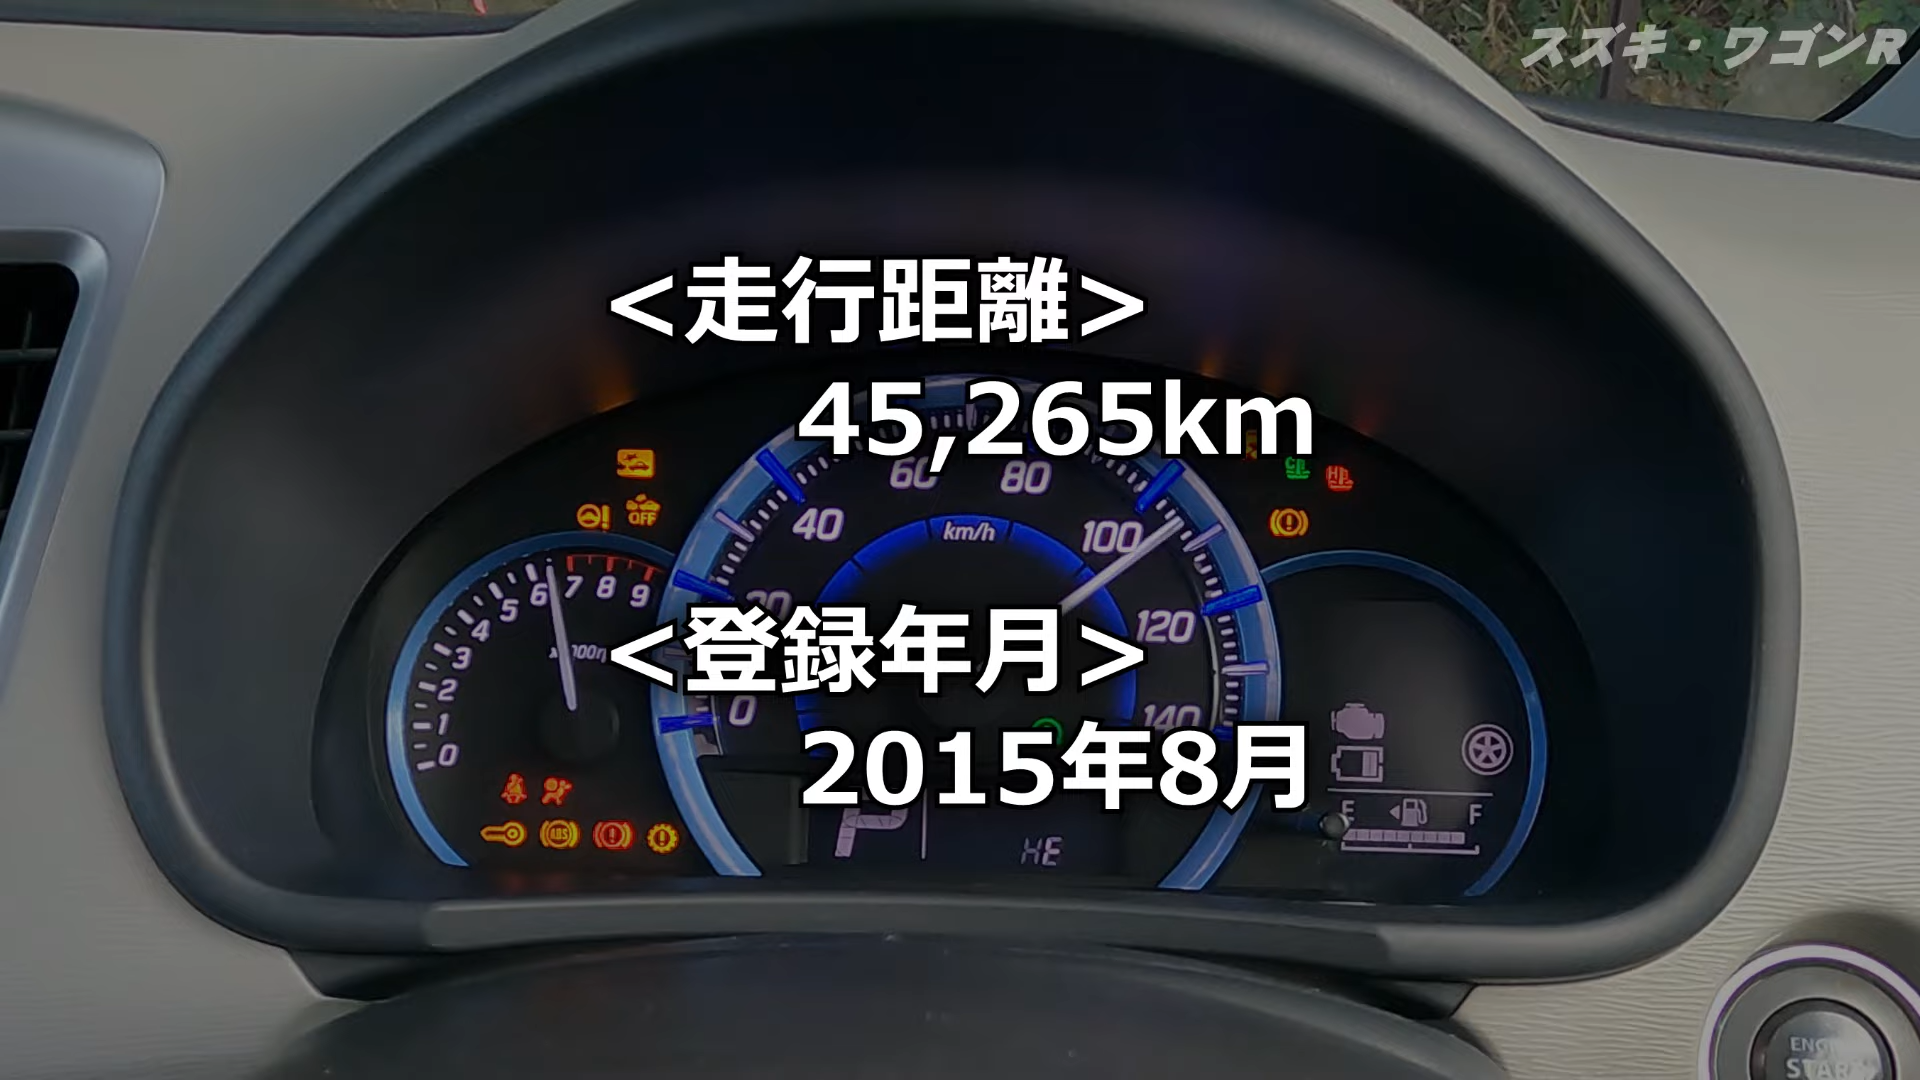 スズキ・ワゴンR
<走行距離>
45,265km
<登録年月>
2015年8月
60 80
40 km/h 100
OFF
C H
6 7 8 9
5
4 120
3
2
1 0 140
0
ABS
P HE
E F
ENG
START